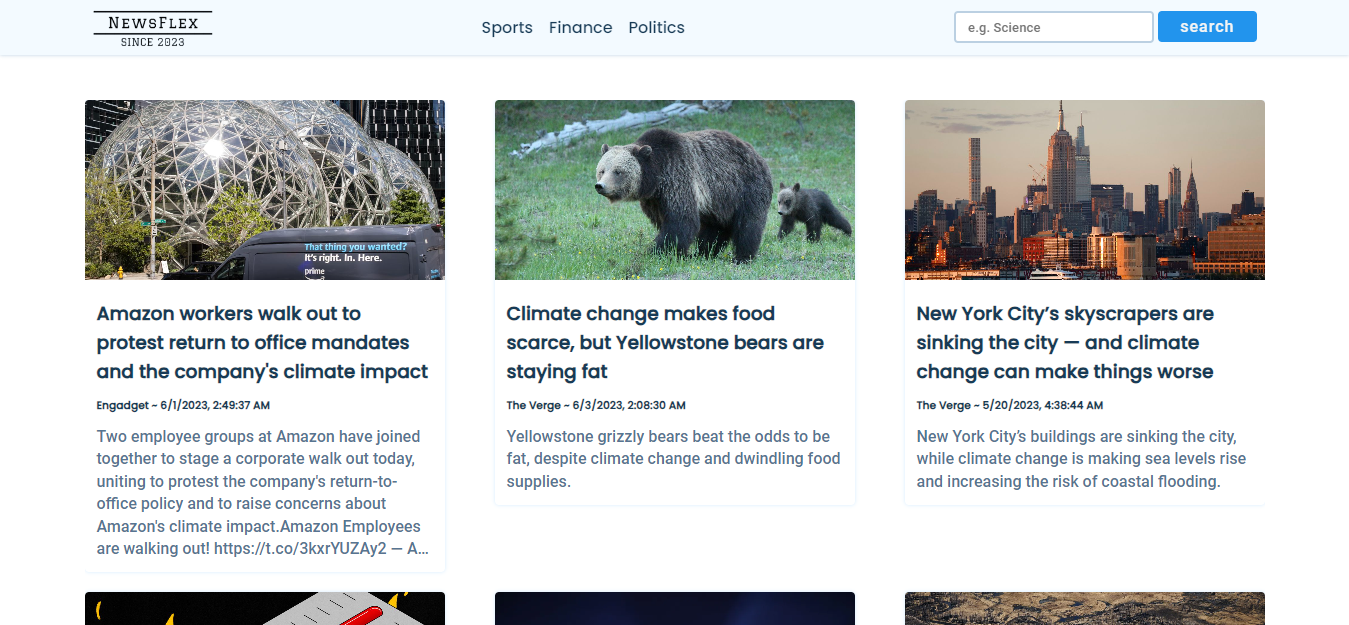 NEWSFLEX
SINCE 2023
Sports Finance Politics
e.g. Science
search
That thing you wanted?
It's right. In. Here.
prime
Amazon workers walk out to
protest return to office mandates
and the company's climate impact
Engadget ~ 6/1/2023, 2:49:37 AM
Two employee groups at Amazon have joined
together to stage a corporate walk out today,
uniting to protest the company's return-to-
office policy and to raise concerns about
Amazon's climate impact.Amazon Employees
are walking out! https://t.co/3kxrYUZAy2 — A…
Climate change makes food
scarce, but Yellowstone bears are
staying fat
The Verge ~ 6/3/2023, 2:08:30 AM
Yellowstone grizzly bears beat the odds to be
fat, despite climate change and dwindling food
supplies.
New York City’s skyscrapers are
sinking the city — and climate
change can make things worse
The Verge ~ 5/20/2023, 4:38:44 AM
New York City’s buildings are sinking the city,
while climate change is making sea levels rise
and increasing the risk of coastal flooding.